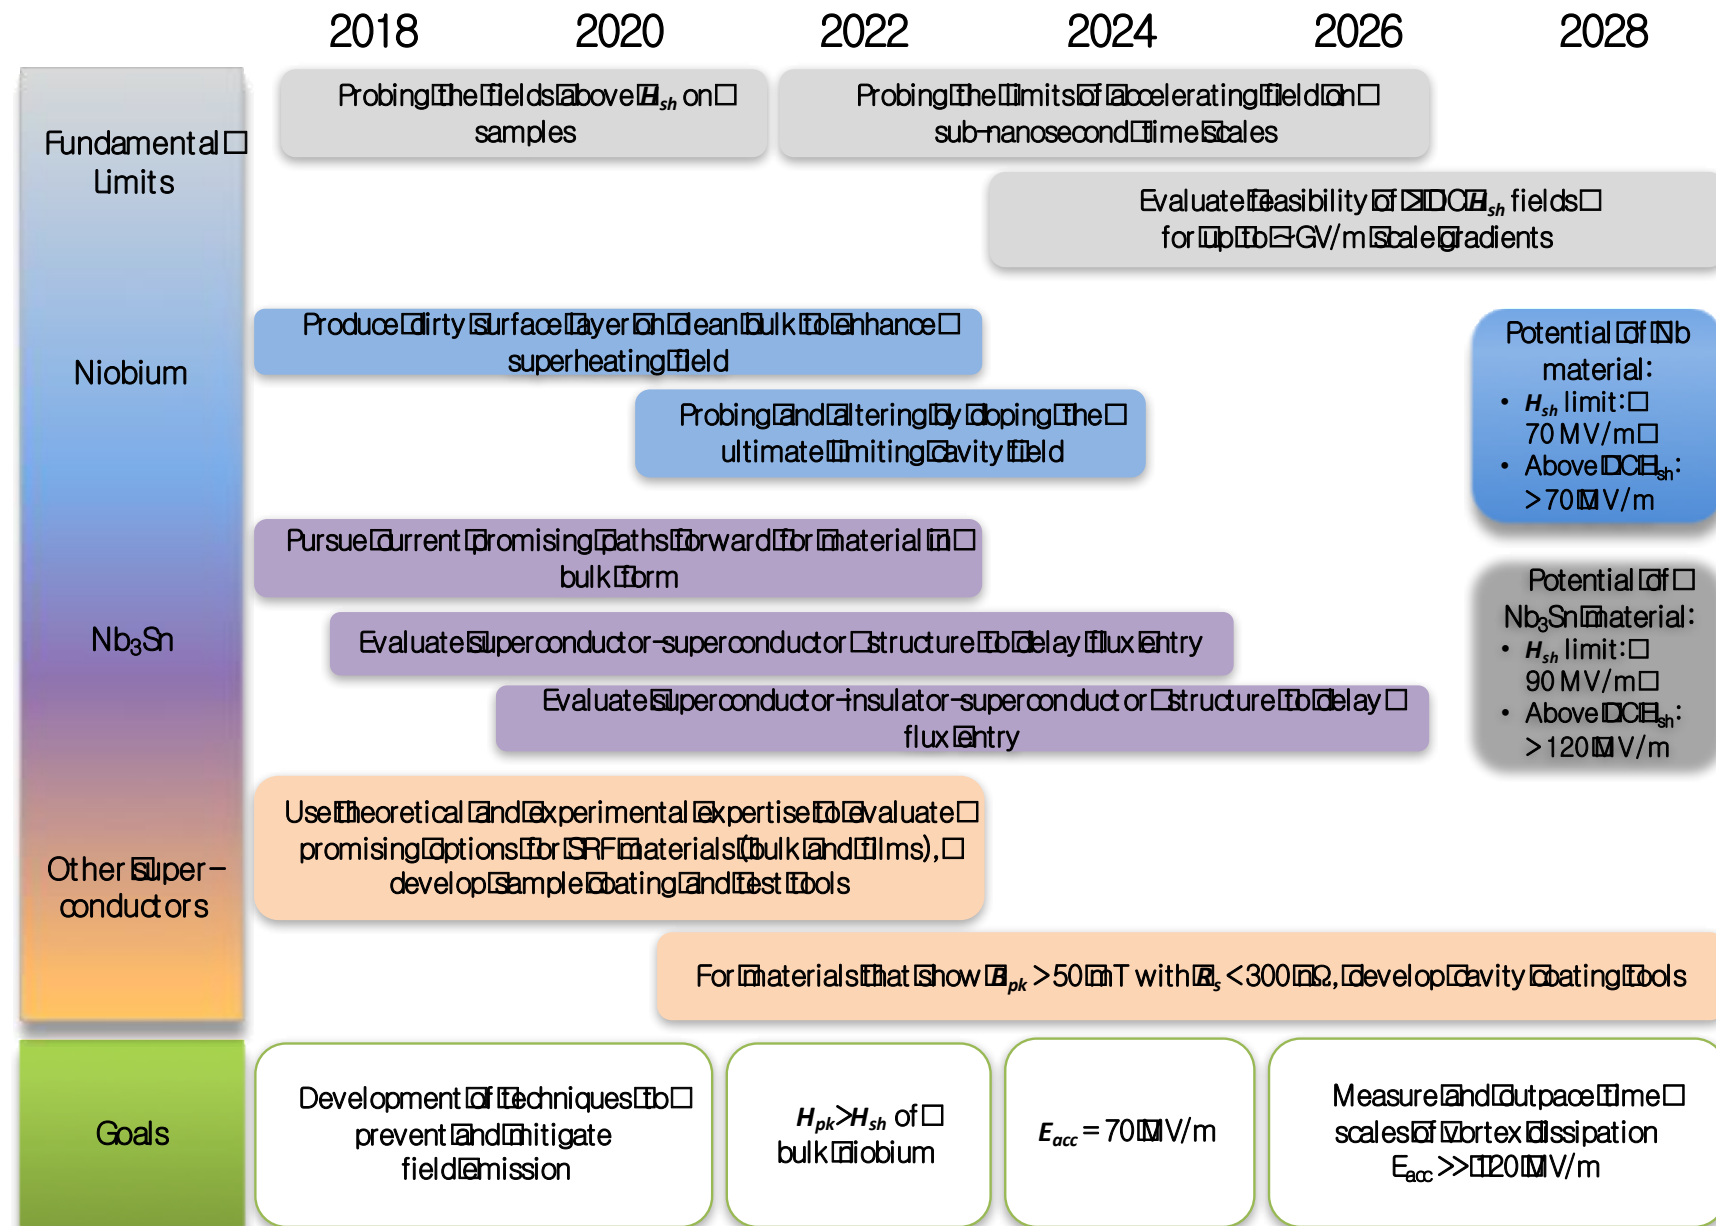 2018 2020 2022 2024 2026 2028
Fundamental
Limits
Probing the fields above Hsh on
samples
Probing the limits of accelerating field on
sub-nanosecond time scales
Evaluate feasibility of >DC Hsh fields
for up to ~GV/m scale gradients
Niobium
Produce dirty surface layer on clean bulk to enhance
superheating field
Probing and altering by doping the
ultimate limiting cavity field
Potential of Nb
material:
• Hsh limit:
70 MV/m
• Above DC Hsh:
>70 MV/m
Nb3Sn
Pursue current promising paths forward for material in
bulk form
Evaluate superconductor-superconductor structure to delay flux entry
Evaluate superconductor-insulator-superconductor structure to delay
flux entry
Potential of
Nb3Sn material:
• Hsh limit:
90 MV/m
• Above DC Hsh:
>120 MV/m
Other super-
conductors
Use theoretical and experimental expertise to evaluate
promising options for SRF materials (bulk and films),
develop sample coating and test tools
For materials that show Bpk >50 mT with Rs <300 nΩ, develop cavity coating tools
Goals
Development of techniques to
prevent and mitigate
field emission
Hpk>Hsh of
bulk niobium
Eacc = 70 MV/m
Measure and outpace time
scales of vortex dissipation
Eacc >> 120 MV/m